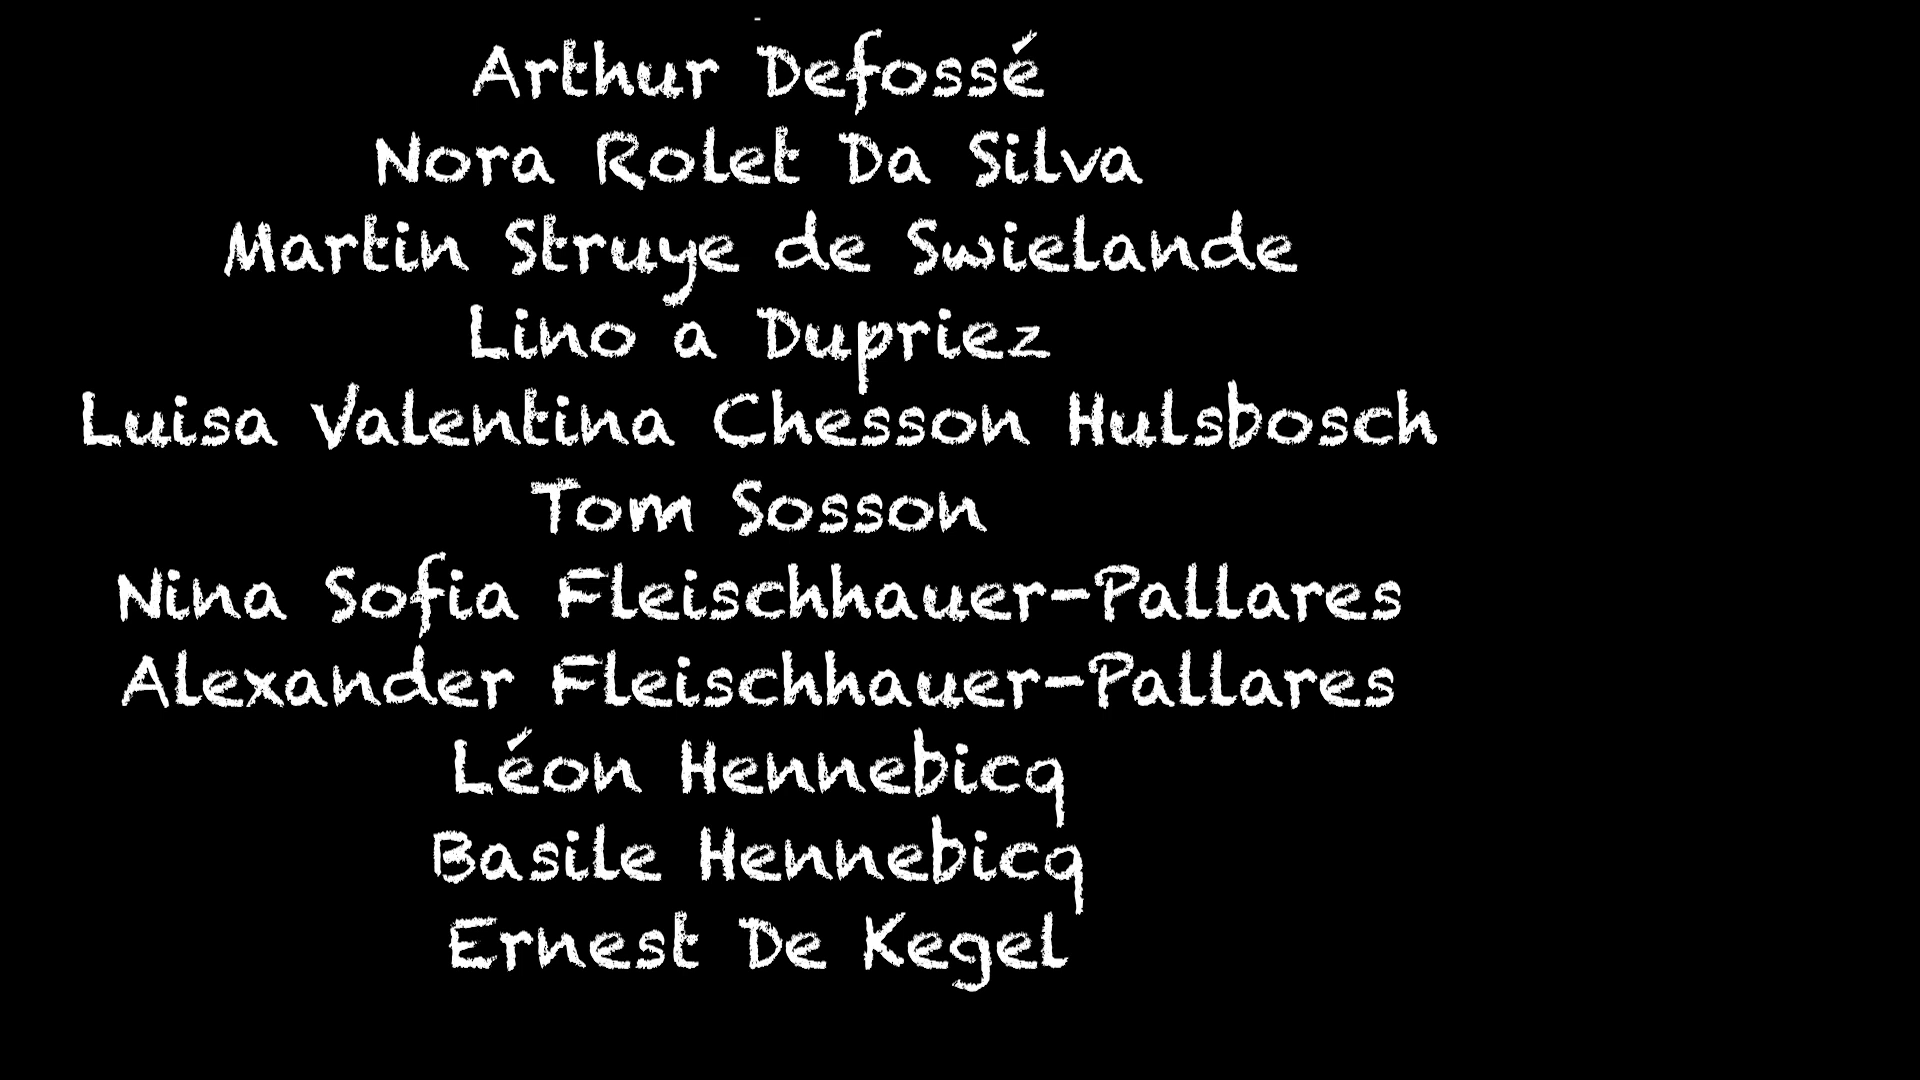 Arthur Defossé
Nora Rolet Da Silva
Martin Struye de Swielande
Lino a Dupriez
Luisa Valentina Chesson Hulsbosch
Tom Sosson
Nina Sofia Fleischhauer-Pallares
Alexander Fleischhauer-Pallares
Léon Hennebicq
Basile Hennebicq
Ernest De Kegel